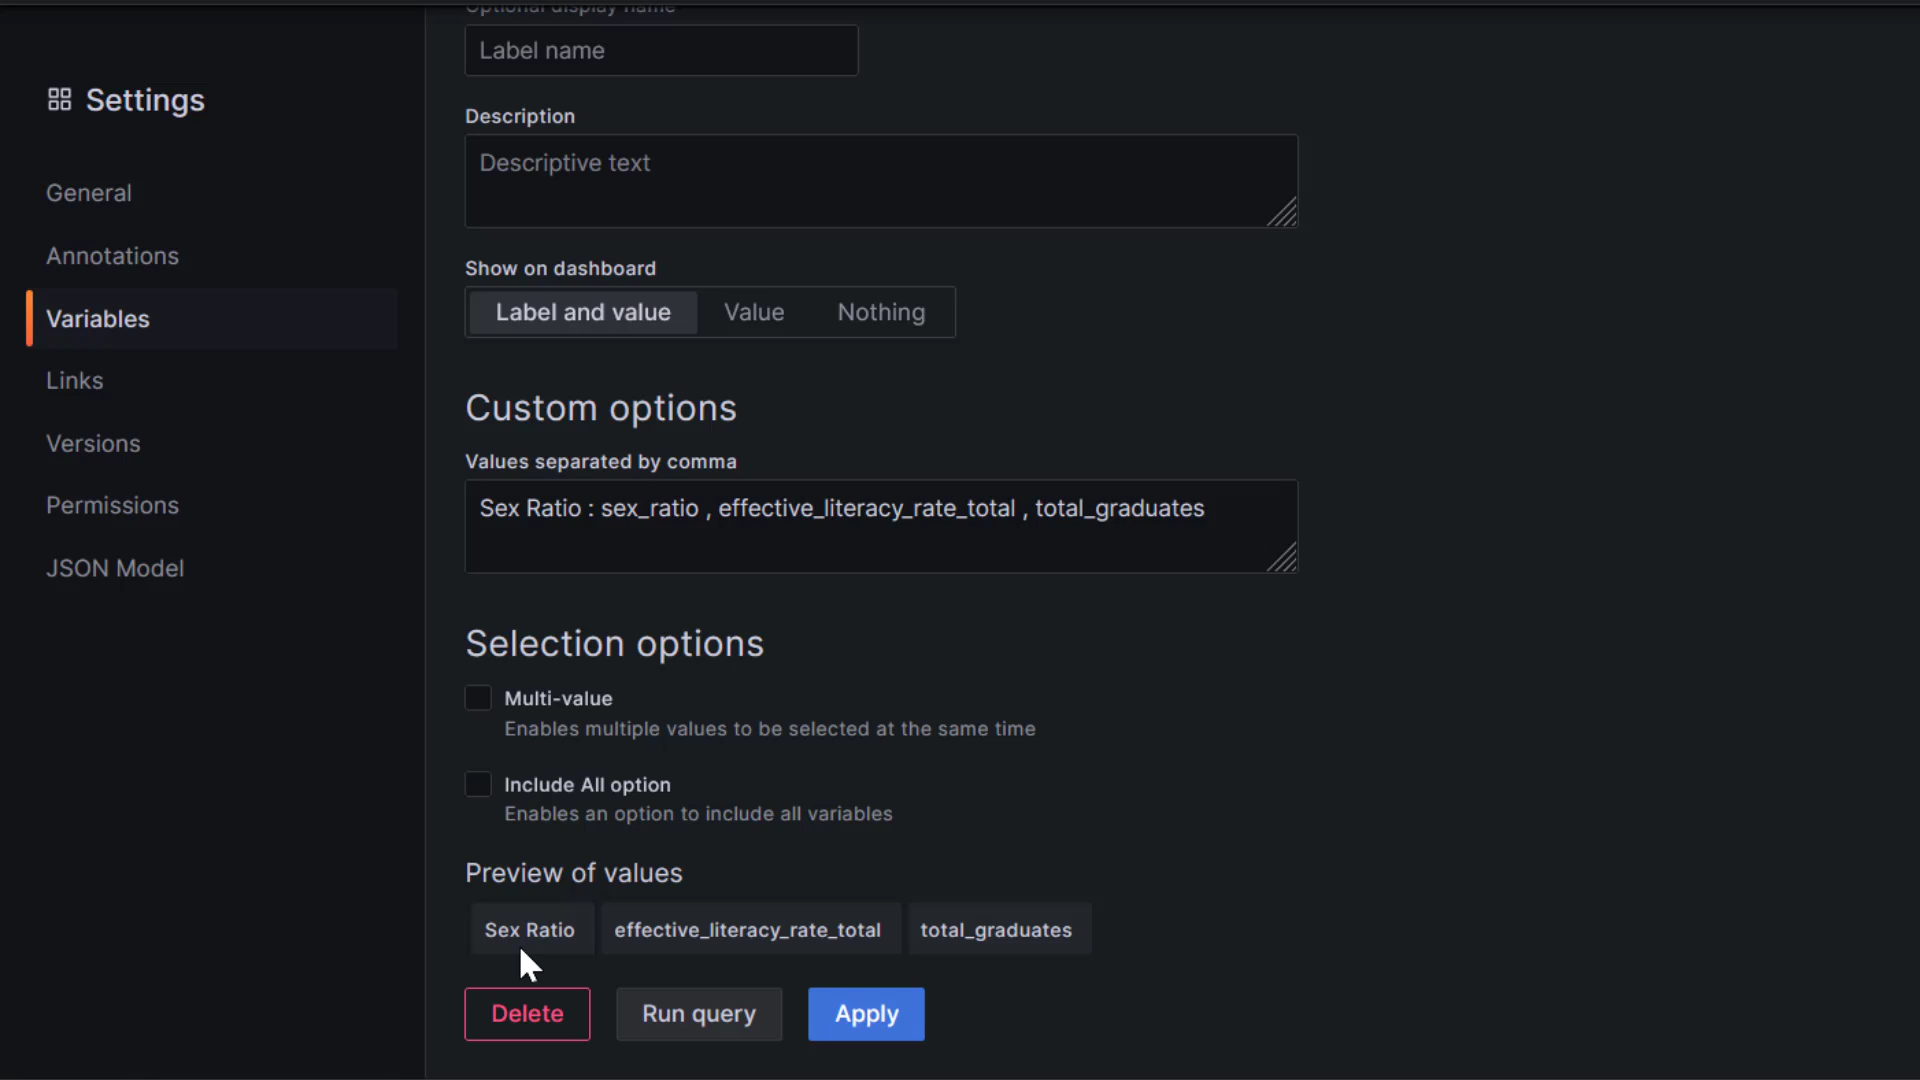 Optional display name
Label name
Settings
Description
Descriptive text
General
Annotations
Show on dashboard
Variables
Label and value Value Nothing
Links
Custom options
Versions
Values separated by comma
Permissions
Sex Ratio : sex_ratio , effective_literacy_rate_total , total_graduates
JSON Model
Selection options
Multi-value
Enables multiple values to be selected at the same time
Include All option
Enables an option to include all variables
Preview of values
Sex Ratio effective_literacy_rate_total total_graduates
Delete Run query Apply